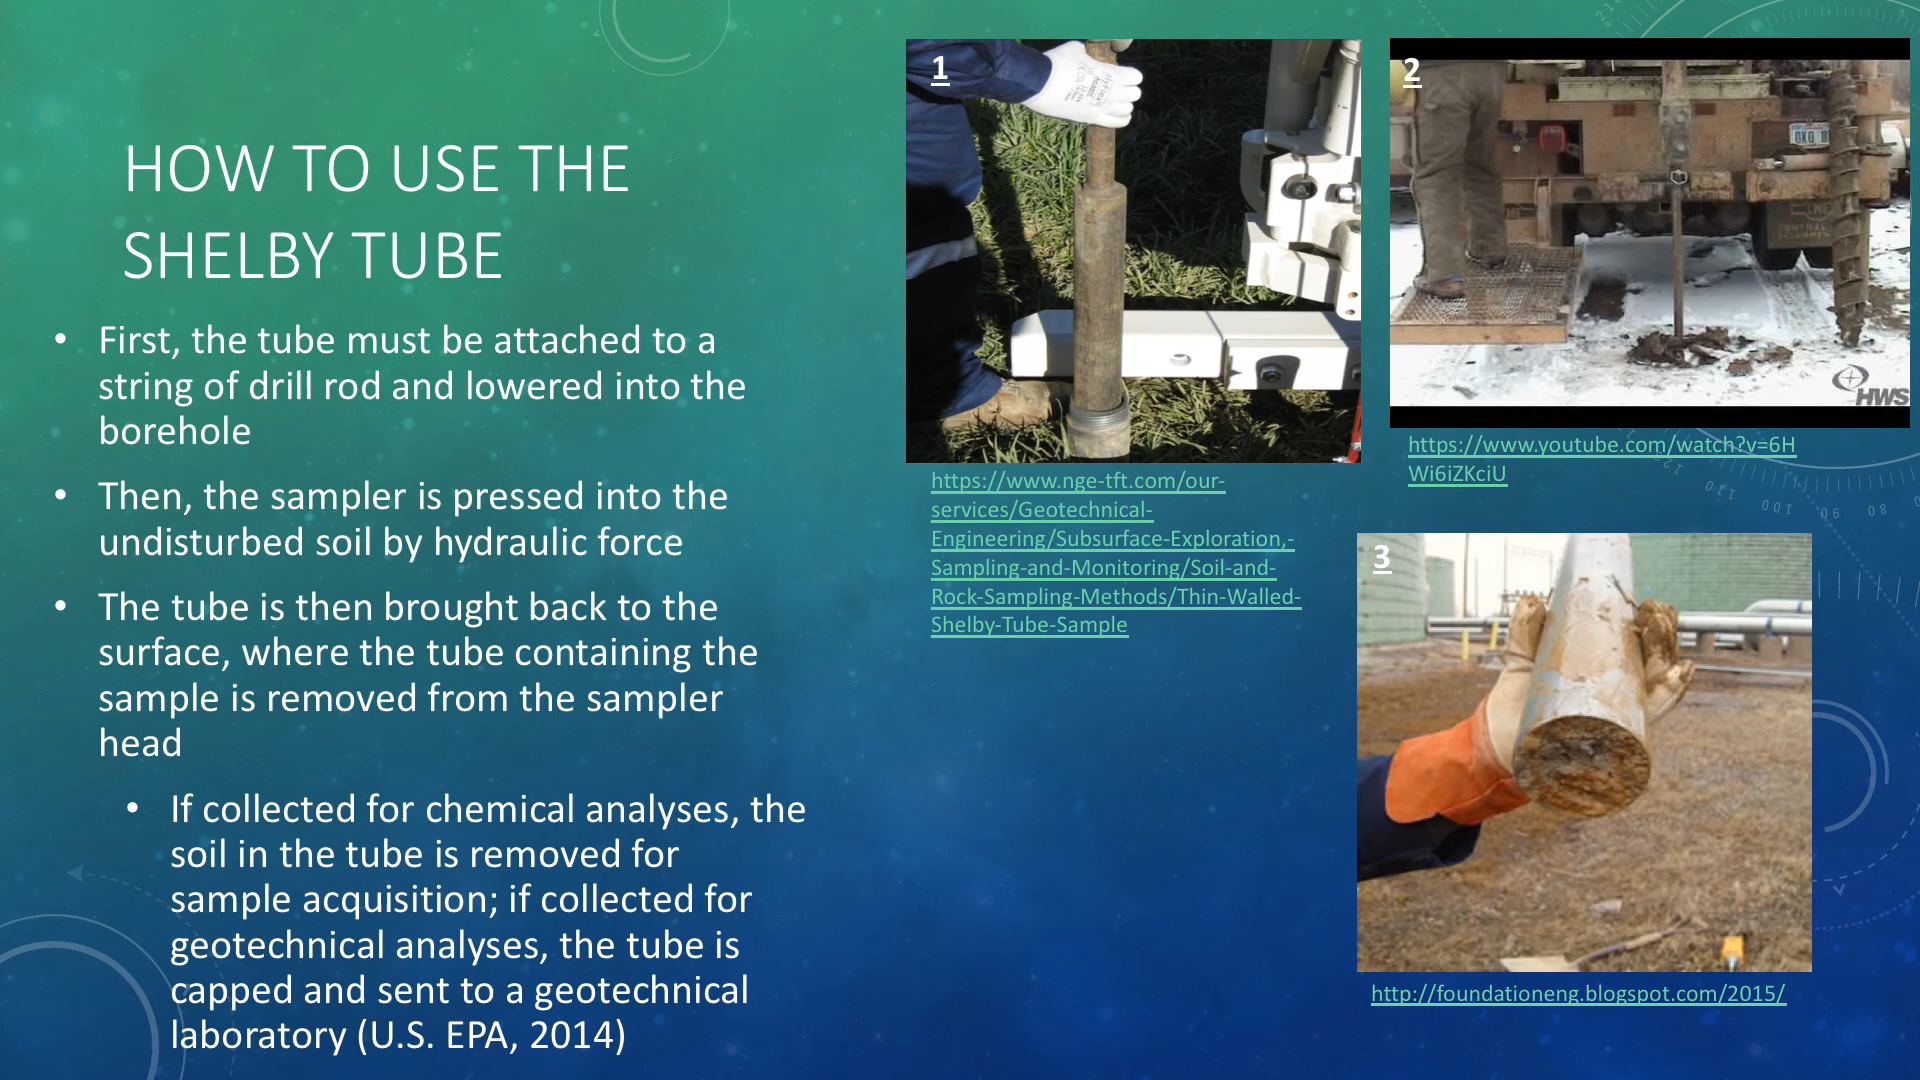 HOW TO USE THE
SHELBY TUBE
• First, the tube must be attached to a
string of drill rod and lowered into the
borehole
• Then, the sampler is pressed into the
undisturbed soil by hydraulic force
• The tube is then brought back to the
surface, where the tube containing the
sample is removed from the sampler
head
• If collected for chemical analyses, the
soil in the tube is removed for
sample acquisition; if collected for
geotechnical analyses, the tube is
capped and sent to a geotechnical
laboratory (U.S. EPA, 2014)
1
https://www.nge-tft.com/our-
services/Geotechnical-
Engineering/Subsurface-Exploration,-
Sampling-and-Monitoring/Soil-and-
Rock-Sampling-Methods/Thin-Walled-
Shelby-Tube-Sample
2
HWS
https://www.youtube.com/watch?v=6H
Wi6iZKciU
120
110
100
90
80
3
http://foundationeng.blogspot.com/2015/